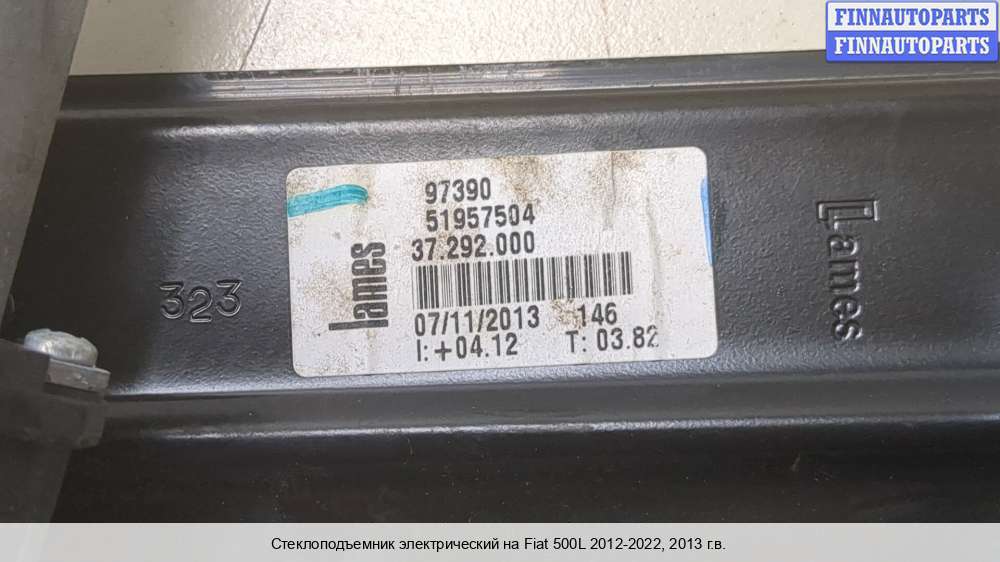 FINNAUTOPARTS
FINNAUTOPARTS
97390
51957504
37.292.000
Lames
07/11/2013 146
I:+04.12 T: 03.82
323
Lames
Стеклоподъемник электрический на Fiat 500L 2012-2022, 2013 г.в.